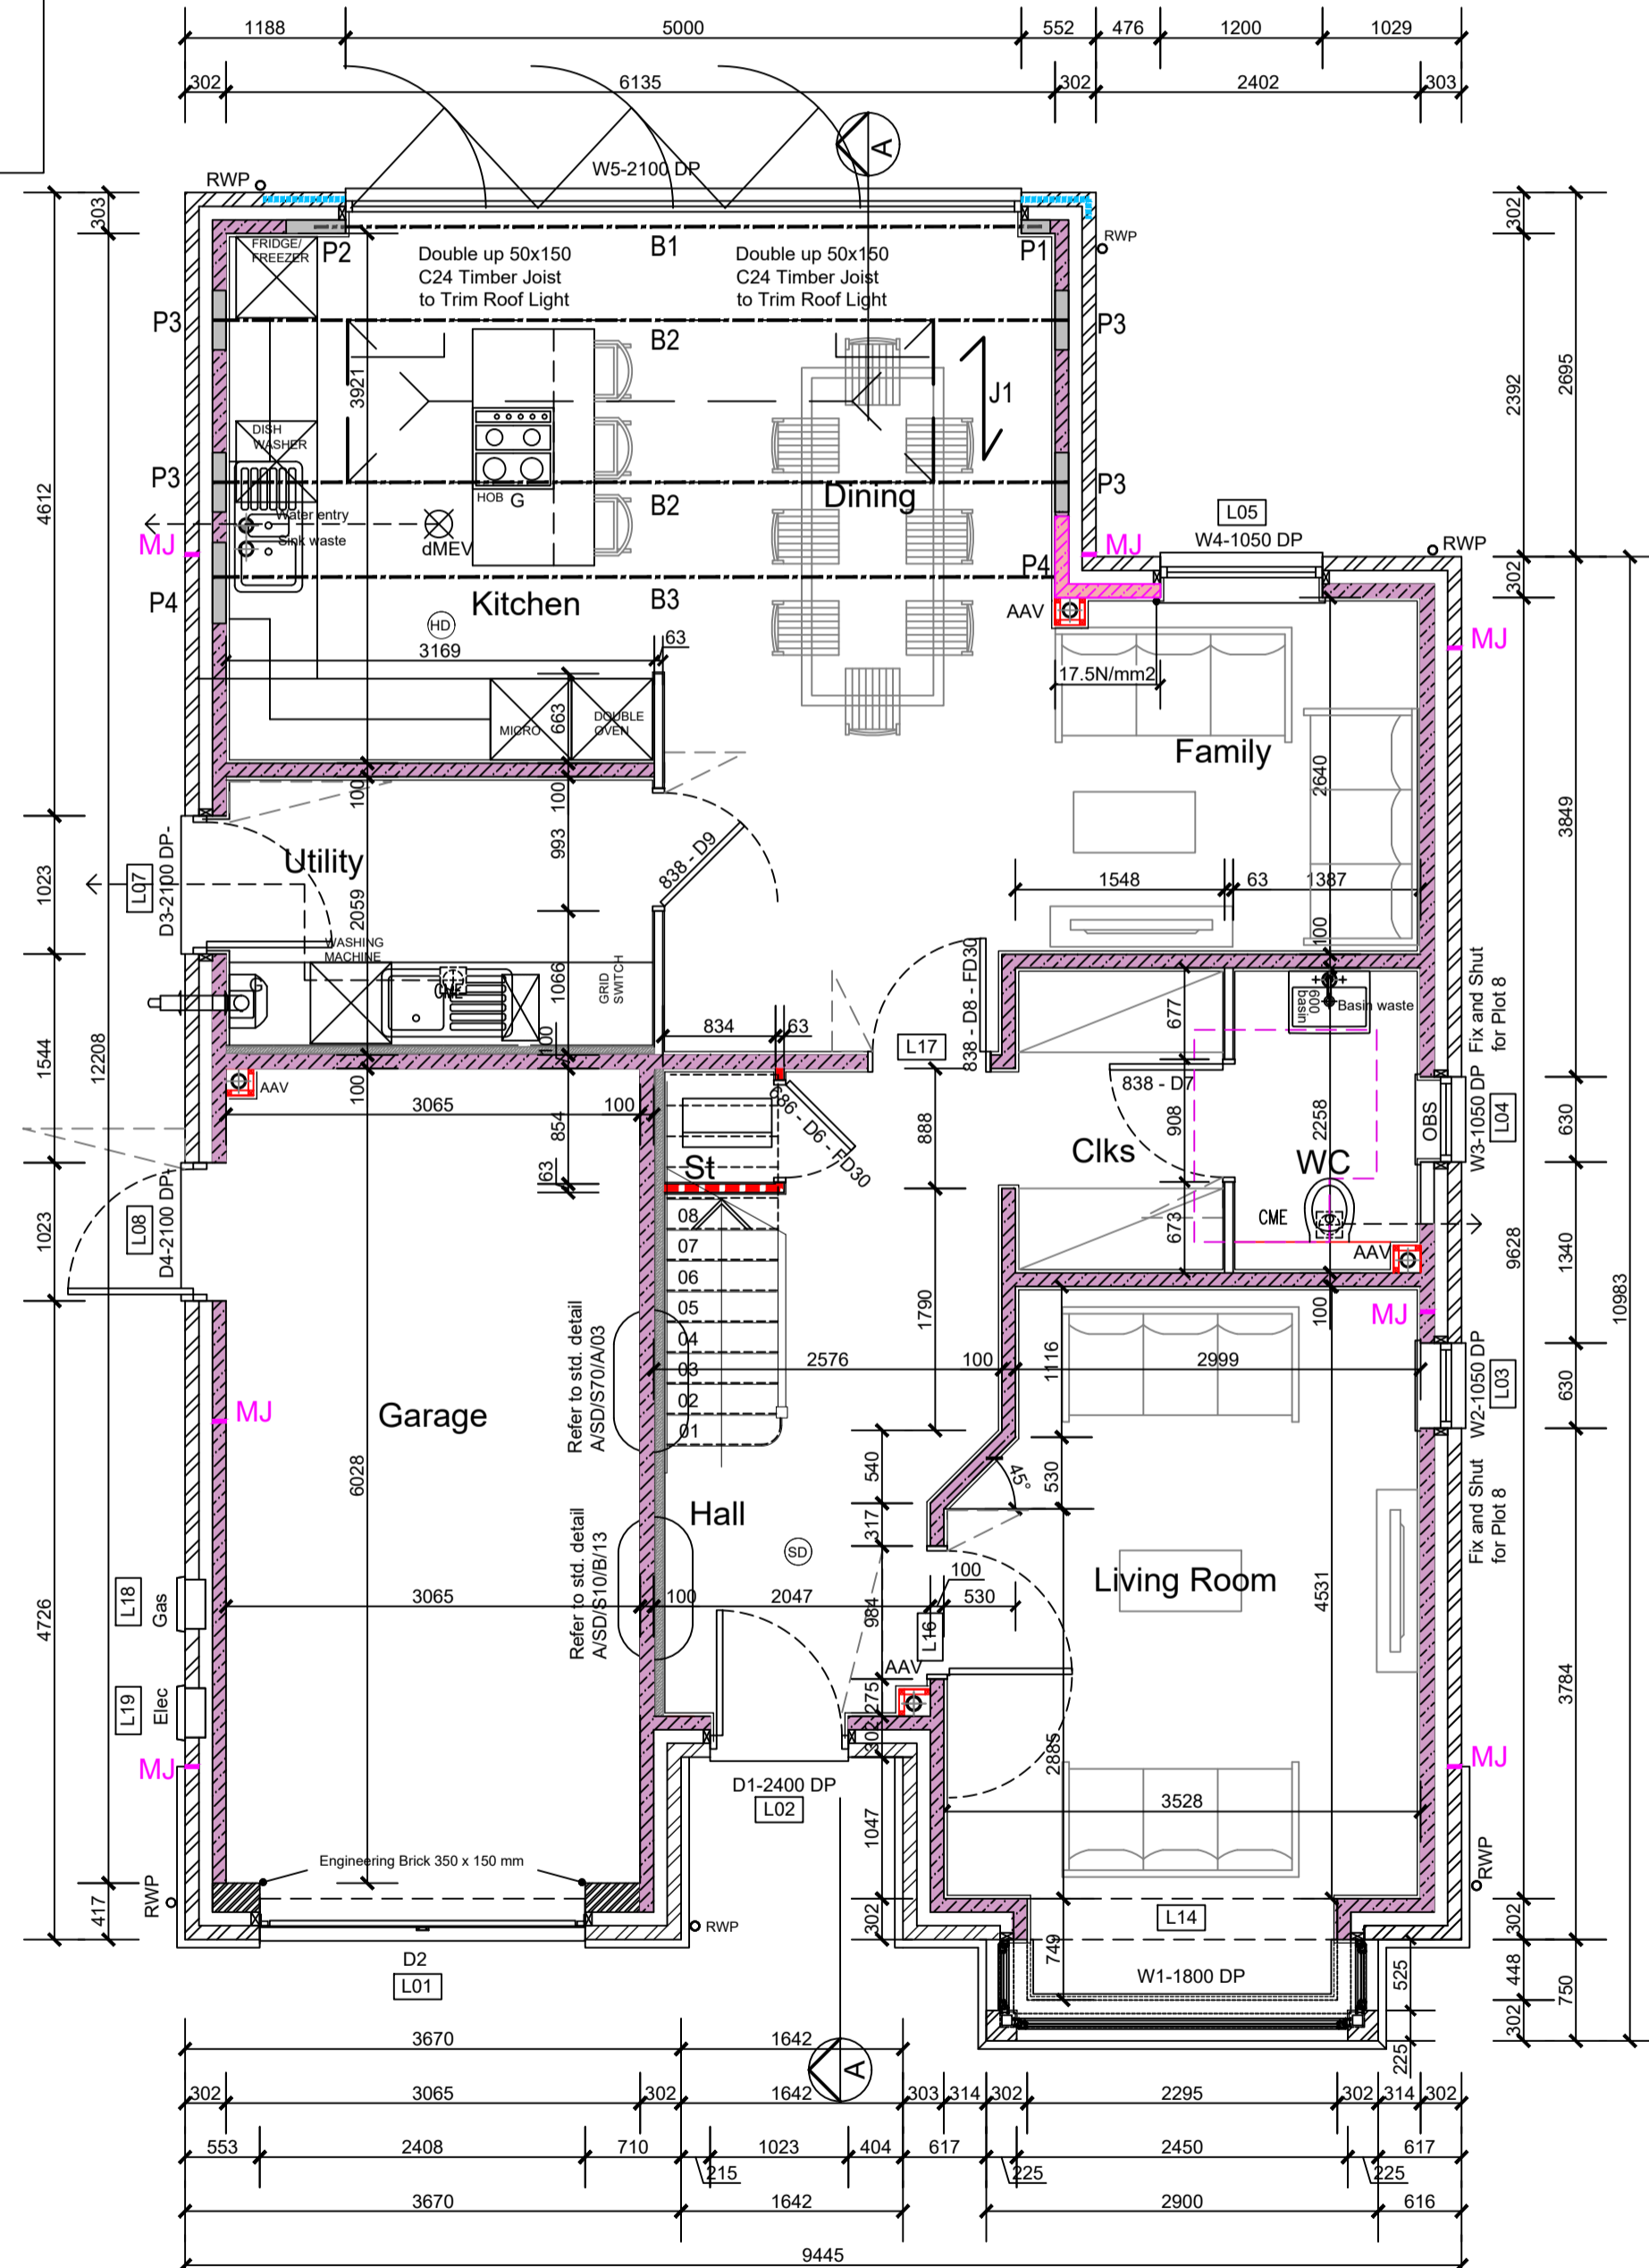 1188 5000 552 476 1200 1029
302 6135 302 2402 303
A
W5-2100 DP
RWP
RWP
303
302
FRIDGE/
FREEZER
P2
B1
P1
Double up 50x150
C24 Timber Joist
to Trim Roof Light
Double up 50x150
C24 Timber Joist
to Trim Roof Light
P3
B2
P3
3921
J1
2392
2695
4612
DISH
WASHER
P3
HOB G
B2
Dining
P3
Water entry
Sink waste
dMEV
L05
W4-1050 DP
RWP
MJ
MJ
P4
P4
Kitchen
B3
AAV
302
HD
3169
63
MJ
17.5N/mm2
663
MICRO
DOUBLE
OVEN
Family
2640
100
100
993
838 - D9
Utility
L07
D3-2100 DP-
1023
2059
3849
1548 63 1387
100
WASHING
MACHINE
CME
G
1066
GRID
SWITCH
1544
12208
100
834 63
L17
838 - D8 - FD30
677
600
basin
Basin waste
Fix and Shut
for Plot 8
AAV
100
3065 100
854
63
686 - D6 - FD30
St
888
838 - D7
908
Clks
2258
WC
OBS
W3-1050 DP
L04
630
L08
D4-2100 DP+
1023
08
07
06
05
04
03
02
01
673
CME
AAV
9628
1340
10983
Refer to std. detail
A/SD/S70/A/03
1790
100
MJ
2576 100 2999
1116
W2-1050 DP
L03
630
MJ
Garage
6028
540
45°
530
Fix and Shut
for Plot 8
Hall
317
SD
Refer to std. detail
A/SD/S10/B/13
Living Room
4531
L18
Gas
4726
3065 100 2047 100 530
984
L16
L19
Elec
AAV
275
3784
MJ
302
2885
MJ
D1-2400 DP
L02
3528
1047
Engineering Brick 350 x 150 mm
RWP
RWP
417
RWP
302
L14
302
D2
L01
749
W1-1800 DP
525
448
750
302
225
3670 1642
A
302 3065 302 1642 303 314 302 2295 302 314 302
553 2408 710 1023 404 617 2450 617
215 225 225
3670 1642 2900 616
9445